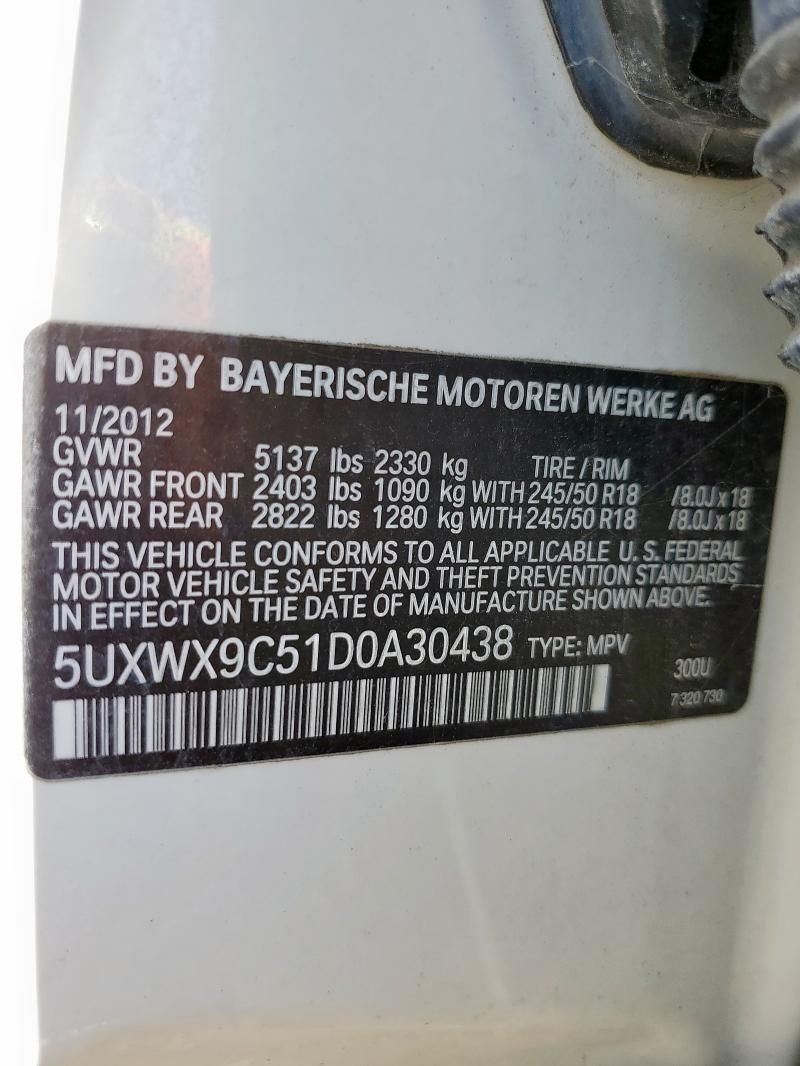 MFD BY BAYERISCHE MOTOREN WERKE AG
11/2012
GVWR 5137 lbs 2330 kg TIRE / RIM
GAWR FRONT 2403 lbs 1090 kg WITH 245/50 R18 /8.0J x 18
GAWR REAR 2822 lbs 1280 kg WITH 245/50 R18 /8.0J x 18
THIS VEHICLE CONFORMS TO ALL APPLICABLE U. S. FEDERAL
MOTOR VEHICLE SAFETY AND THEFT PREVENTION STANDARDS
IN EFFECT ON THE DATE OF MANUFACTURE SHOWN ABOVE.
5UXWX9C51D0A30438 TYPE: MPV
300U
7 320 730